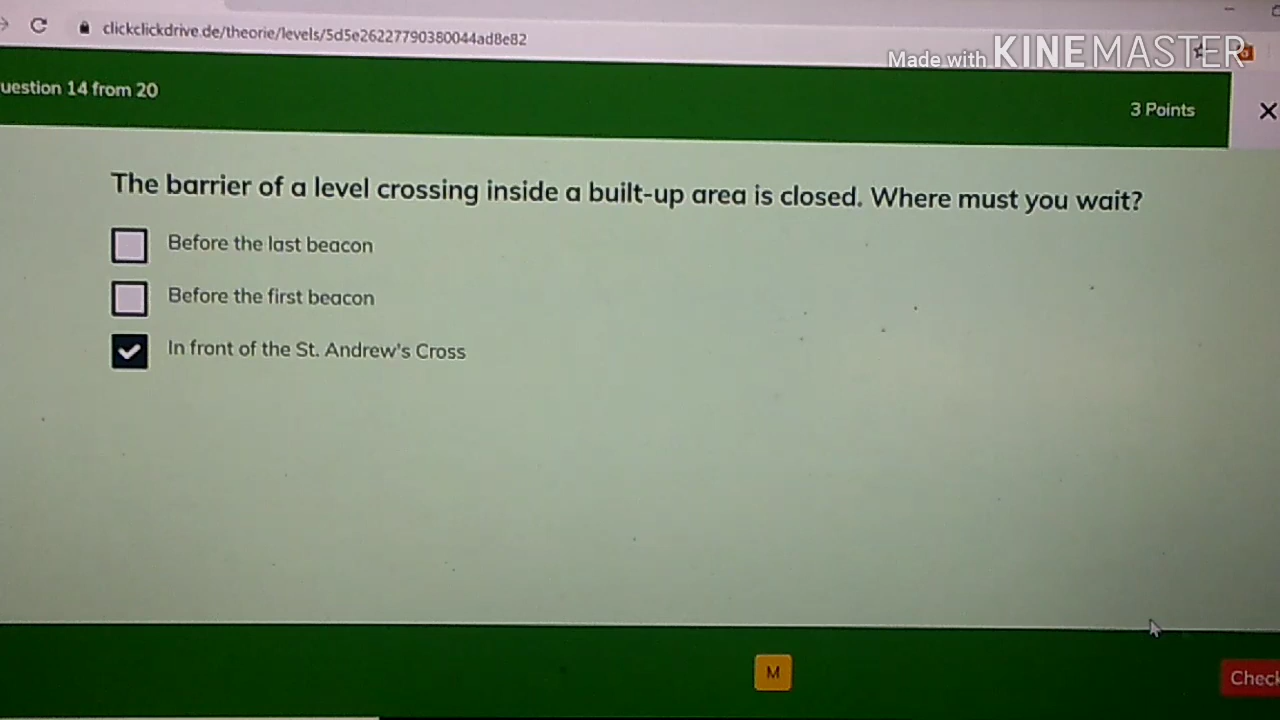 clickclickdrive.de/theorie/levels/5d5e26227790380044ad8e82
Made with KINEMASTER
uestion 14 from 20
3 Points
The barrier of a level crossing inside a built-up area is closed. Where must you wait?
Before the last beacon
Before the first beacon
In front of the St. Andrew's Cross
M
Check